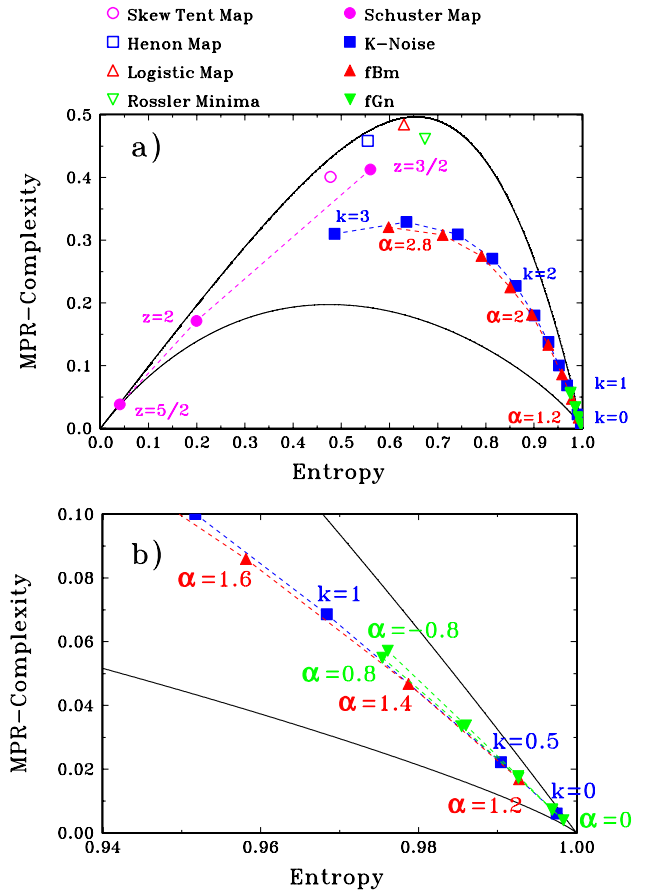 Skew Tent Map
Schuster Map
Henon Map
K−Noise
Logistic Map
fBm
Rossler Minima
fGn
a)
0.5
0.4
0.3
0.2
0.1
0.0
MPR−Complexity
z=3/2
k=3
α=2.8
k=2
z=2
α=2
k=1
z=5/2
α=1.2
k=0
0.0 0.1 0.2 0.3 0.4 0.5 0.6 0.7 0.8 0.9 1.0
Entropy
b)
0.10
0.08
0.06
0.04
0.02
0.00
MPR−Complexity
α=1.6
k=1
α=−0.8
α=0.8
α=1.4
k=0.5
k=0
α=1.2
α=0
0.94 0.96 0.98 1.00
Entropy